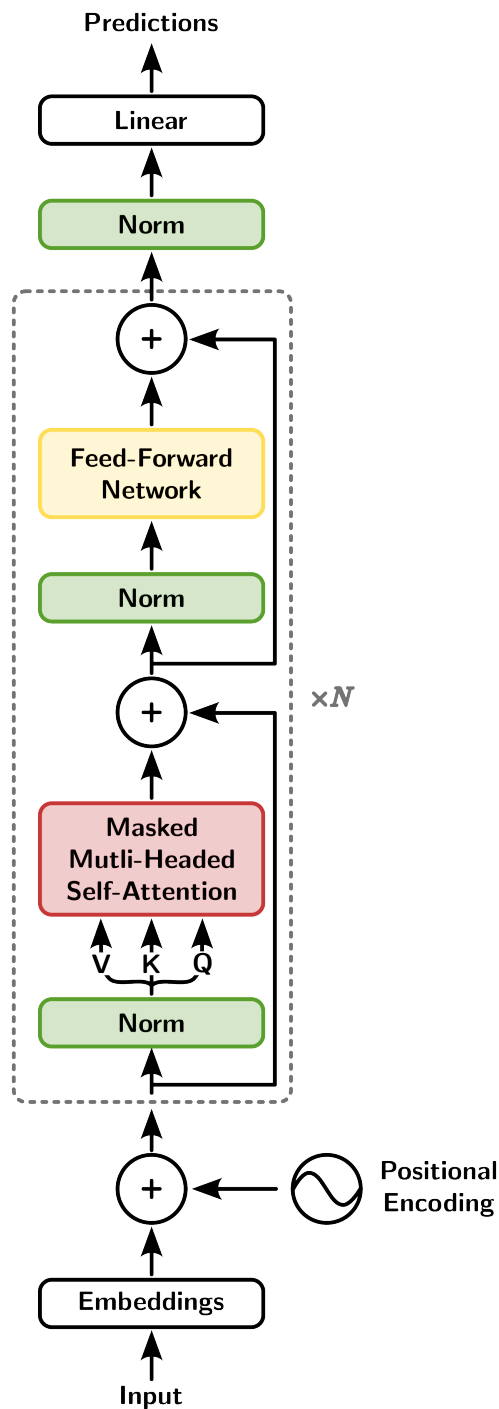 Predictions
Linear
Norm
+
Feed-Forward
Network
Norm
+
×N
Masked
Mutli-Headed
Self-Attention
V K Q
Norm
+
Positional
Encoding
Embeddings
Input